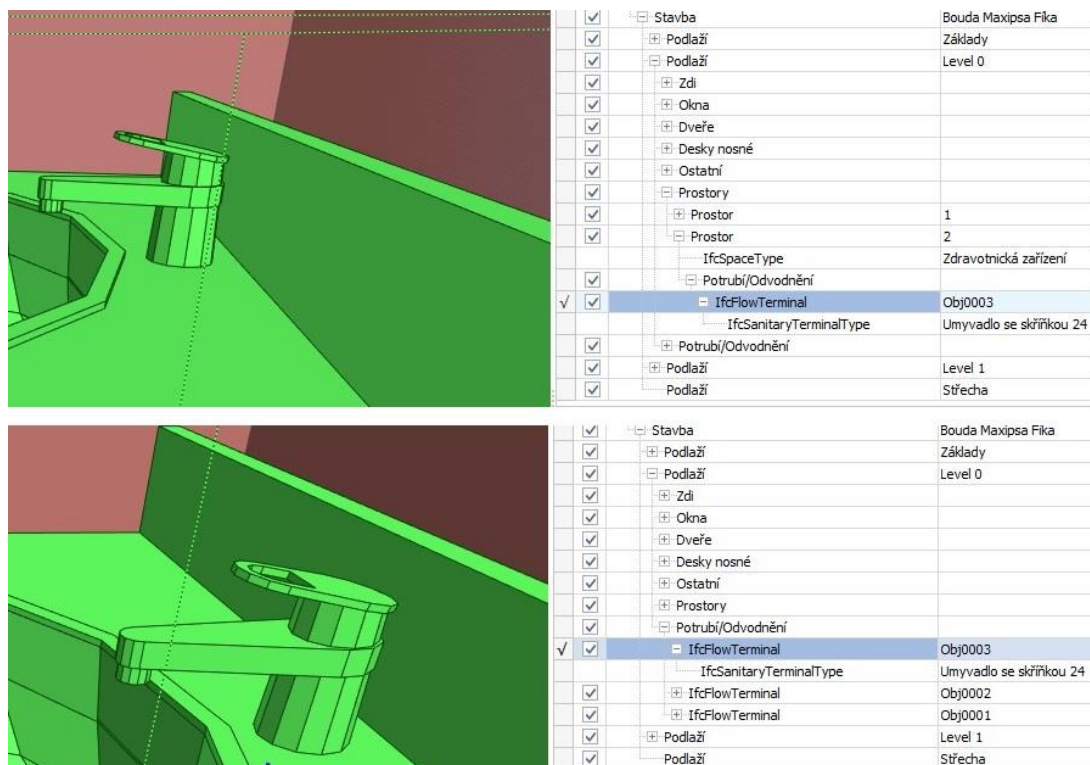 Stavba Bouda Maxipsa Fíka
Podlaží Základy
Podlaží Level 0
Zdi
Okna
Dveře
Desky nosné
Ostatní
Prostory
Prostor 1
Prostor 2
IfcSpaceType Zdravotnická zařízení
Potrubí/Odvodnění
√ IfcFlowTerminal Obj0003
IfcSanitaryTerminalType Umyvadlo se skříňkou 24
Potrubí/Odvodnění
Podlaží Level 1
Podlaží Střecha
Stavba Bouda Maxipsa Fíka
Podlaží Základy
Podlaží Level 0
Zdi
Okna
Dveře
Desky nosné
Ostatní
Prostory
Potrubí/Odvodnění
√ IfcFlowTerminal Obj0003
IfcSanitaryTerminalType Umyvadlo se skříňkou 24
IfcFlowTerminal Obj0002
IfcFlowTerminal Obj0001
Podlaží Level 1
Podlaží Střecha